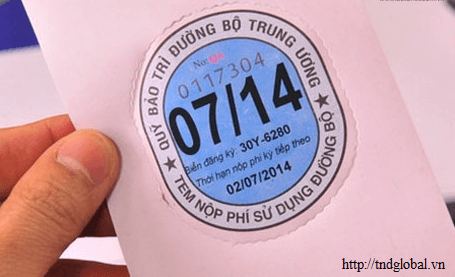 QUỸ BẢO TRÌ ĐƯỜNG BỘ TRUNG ƯƠNG
No:
0117304
07/14
Biển đăng ký: 30Y-6280
Thời hạn nộp phí kỳ tiếp theo
02/07/2014
★ TEM NỘP PHÍ SỬ DỤNG ĐƯỜNG BỘ ★
http://tndglobal.vn